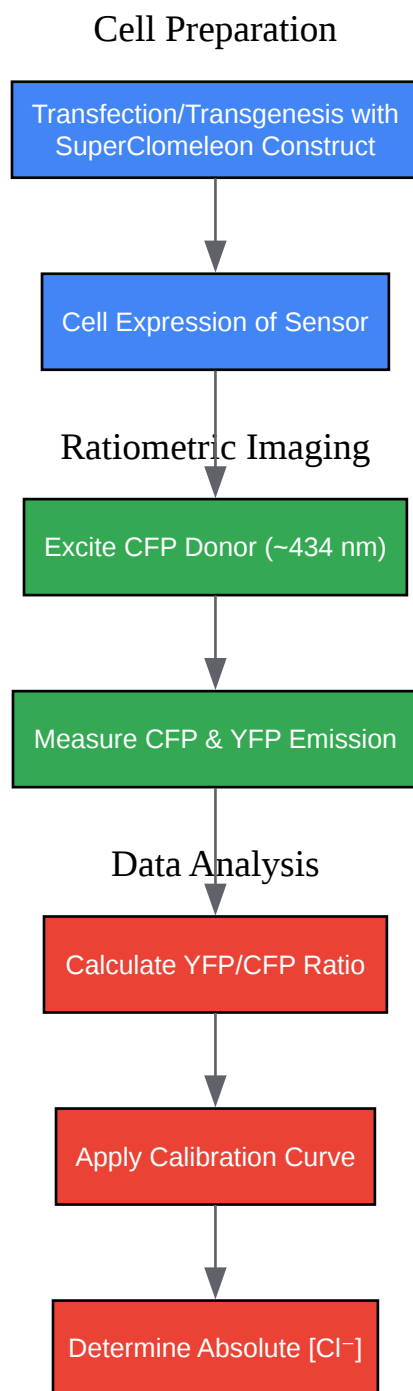 Cell Preparation
Transfection/Transgenesis with
SuperClomeleon Construct
Cell Expression of Sensor
Ratiometric Imaging
Excite CFP Donor (~434 nm)
Measure CFP & YFP Emission
Data Analysis
Calculate YFP/CFP Ratio
Apply Calibration Curve
Determine Absolute [Cl⁻]